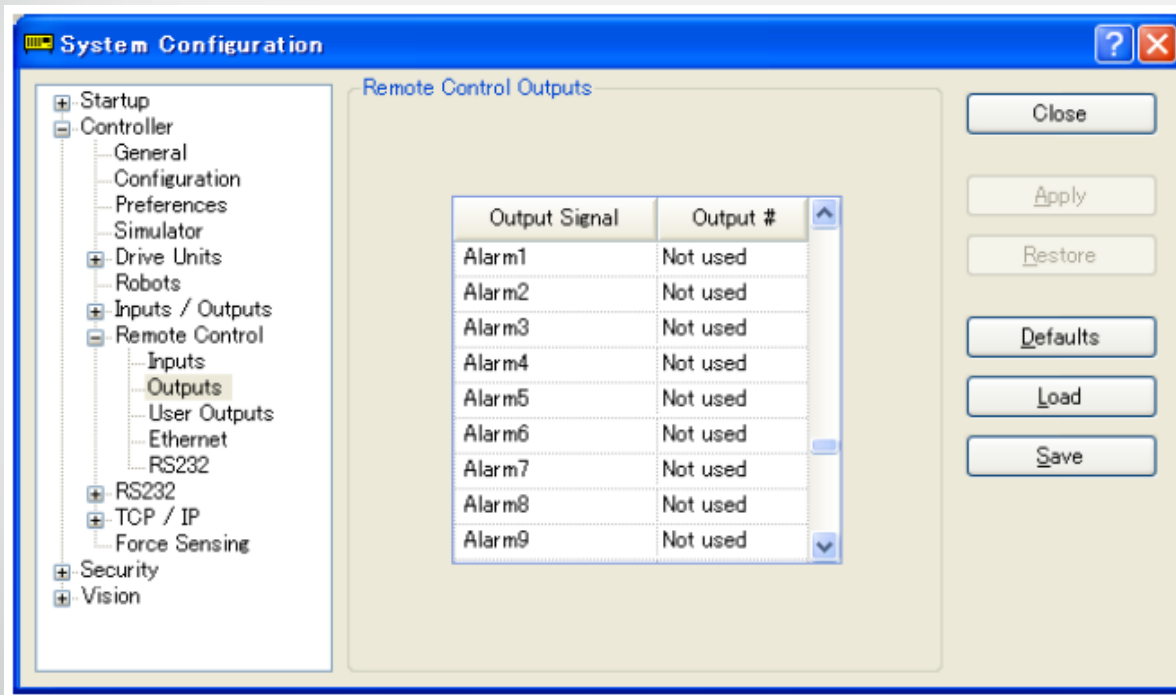 System Configuration
Startup
Controller
General
Configuration
Preferences
Simulator
Drive Units
Robots
Inputs / Outputs
Remote Control
Inputs
Outputs
User Outputs
Ethernet
RS232
RS232
TCP / IP
Force Sensing
Security
Vision
Remote Control Outputs
Output Signal Output #
Alarm1 Not used
Alarm2 Not used
Alarm3 Not used
Alarm4 Not used
Alarm5 Not used
Alarm6 Not used
Alarm7 Not used
Alarm8 Not used
Alarm9 Not used
Close
Apply
Restore
Defaults
Load
Save